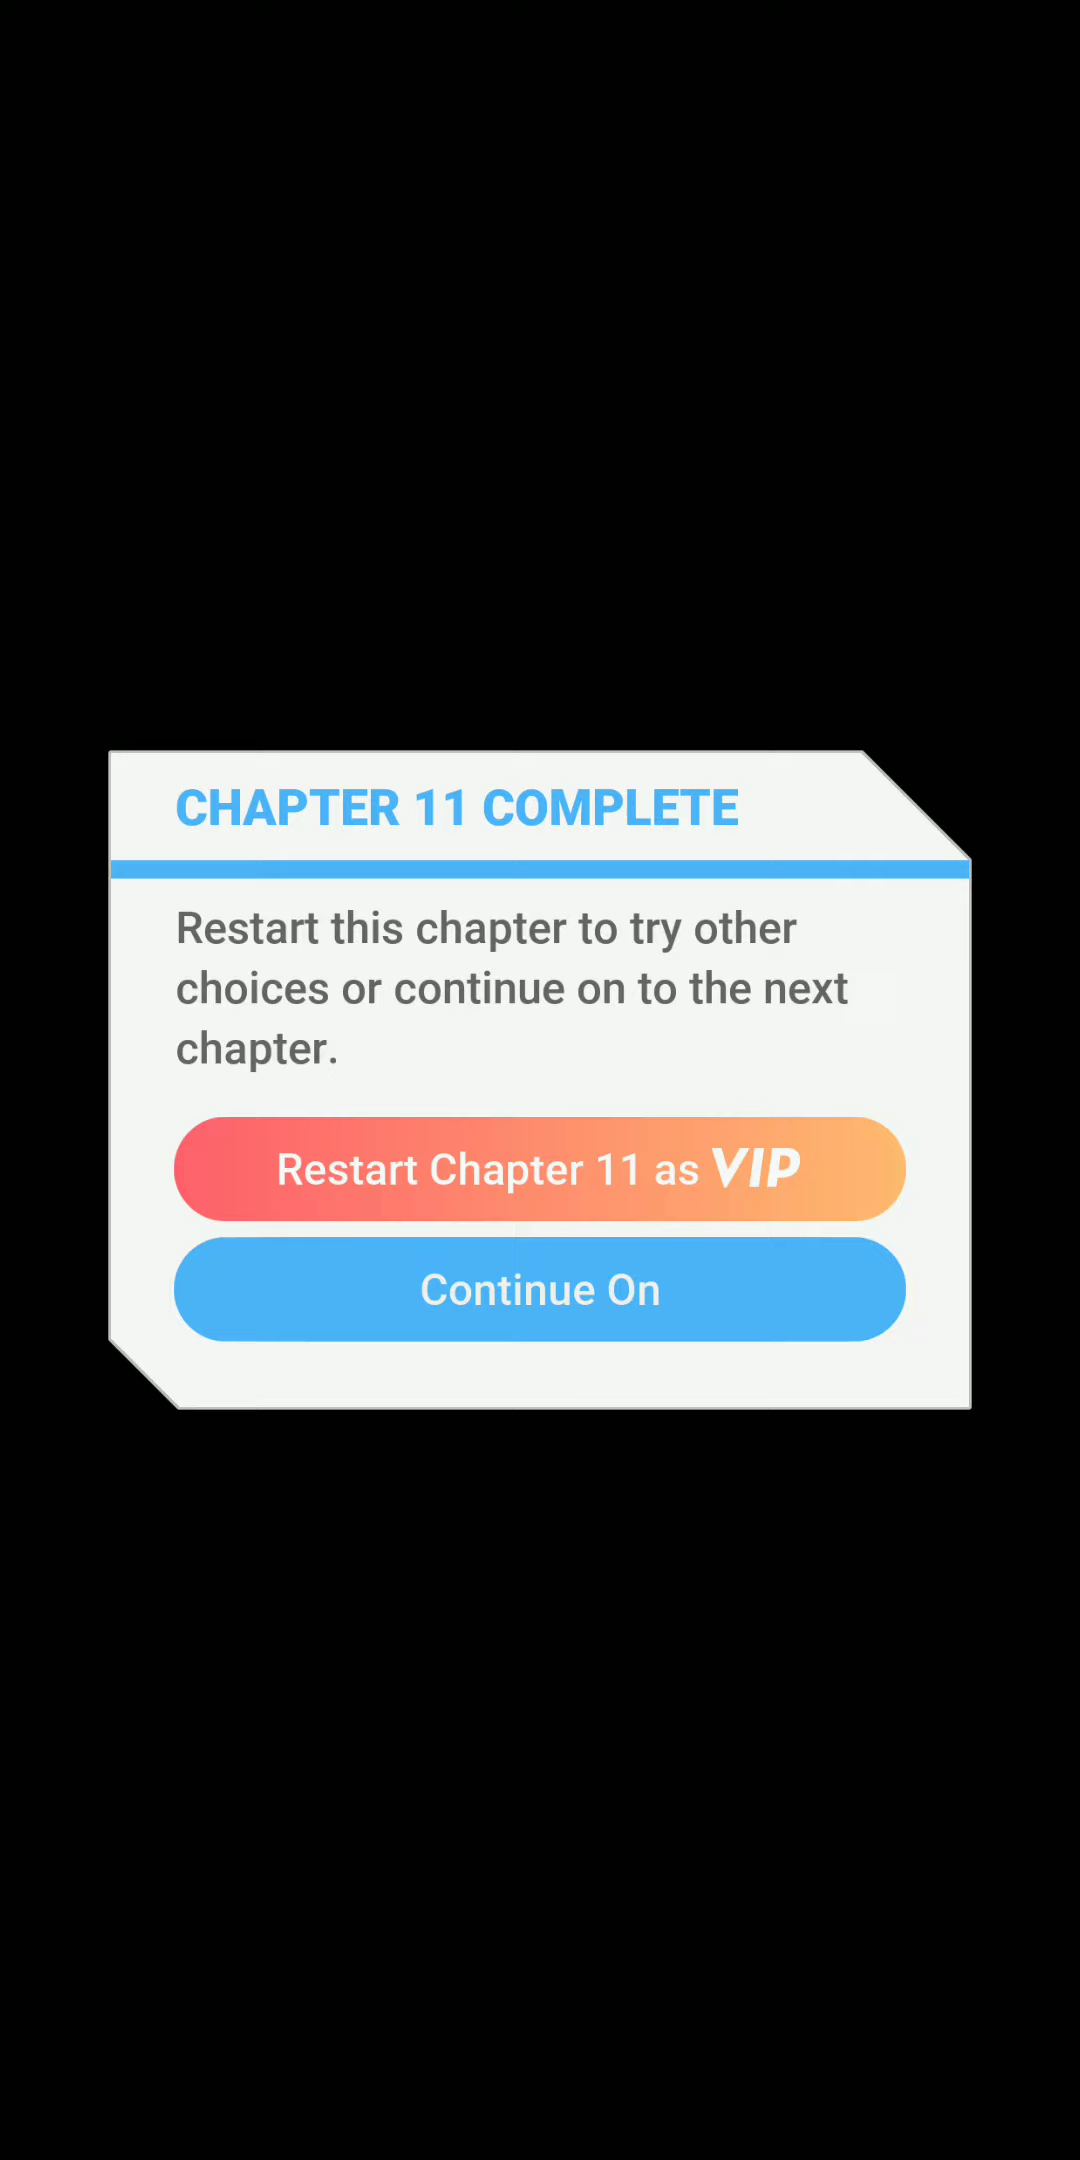 CHAPTER 11 COMPLETE
Restart this chapter to try other
choices or continue on to the next
chapter.
Restart Chapter 11 as VIP
Continue On